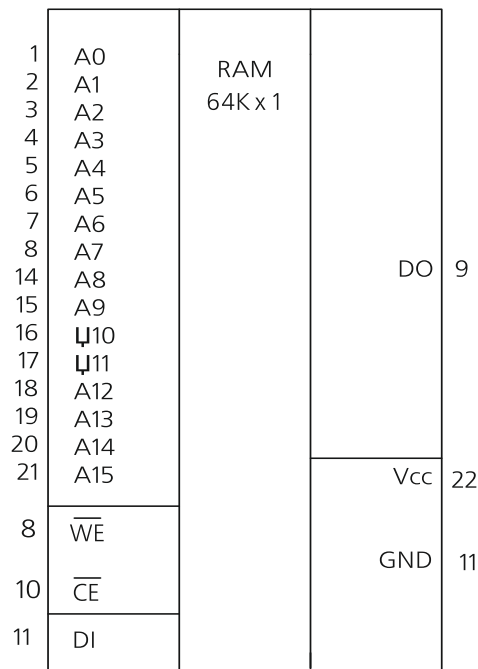 1 A0
2 A1
3 A2
4 A3
5 A4
6 A5
7 A6
8 A7
14 A8
15 A9
16 Џ10
17 Џ11
18 A12
19 A13
20 A14
21 A15
8 W̅E̅
10 C̅E̅
11 DI
RAM
64K x 1
DO 9
Vcc 22
GND 11